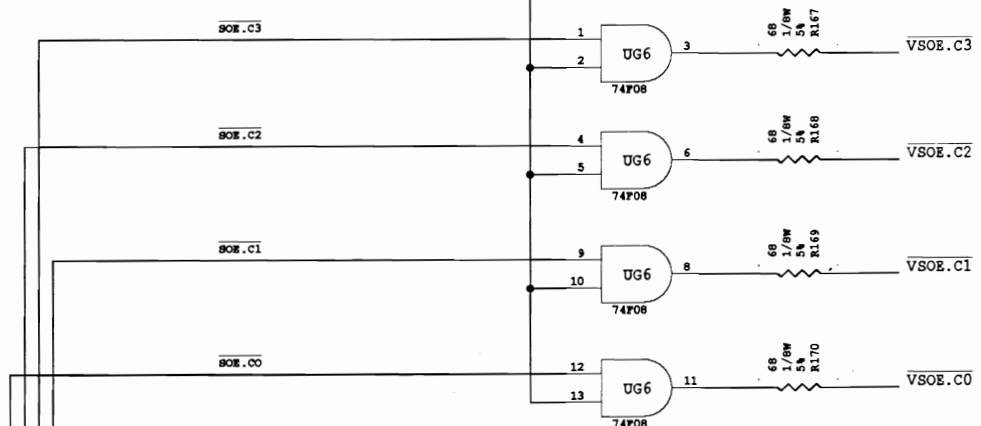 SOE.C3
1
2
UG6
74F08
3
68
1/8W
5%
R167
VSOE.C3
SOE.C2
4
5
UG6
74F08
6
68
1/8W
5%
R168
VSOE.C2
SOE.C1
9
10
UG6
74F08
8
68
1/8W
5%
R169
VSOE.C1
SOE.C0
12
13
UG6
74F08
11
68
1/8W
5%
R170
VSOE.C0